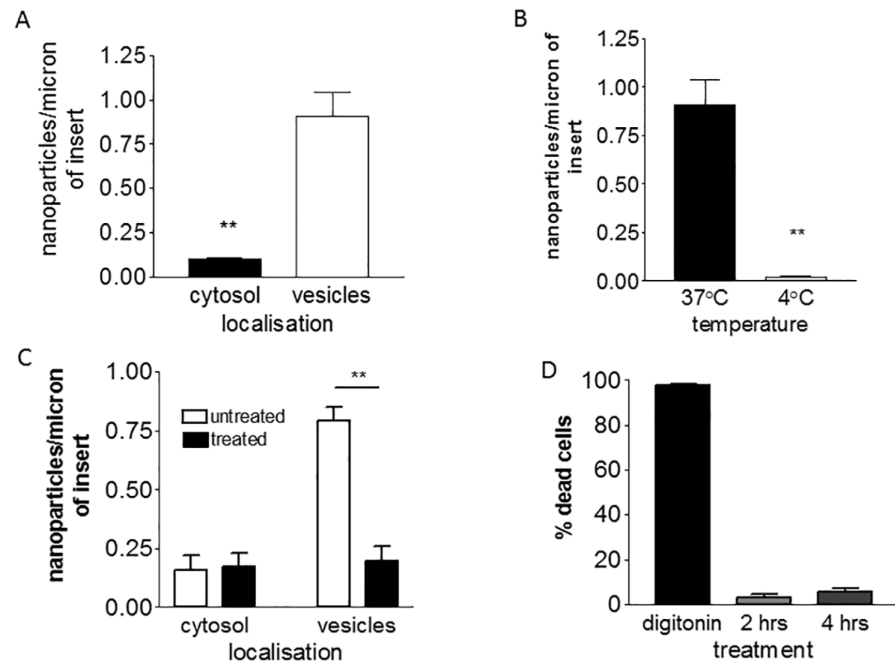 A
nanoparticles/micron
of insert
1.25
1.00
0.75
0.50
0.25
0.00
**
cytosol vesicles
localisation
B
nanoparticles/micron of
insert
1.25
1.00
0.75
0.50
0.25
0.00
**
37°C 4°C
temperature
C
nanoparticles/micron
of insert
1.00
0.75
0.50
0.25
0.00
untreated
treated
**
cytosol vesicles
localisation
D
% dead cells
100
80
60
40
20
0
digitonin 2 hrs 4 hrs
treatment